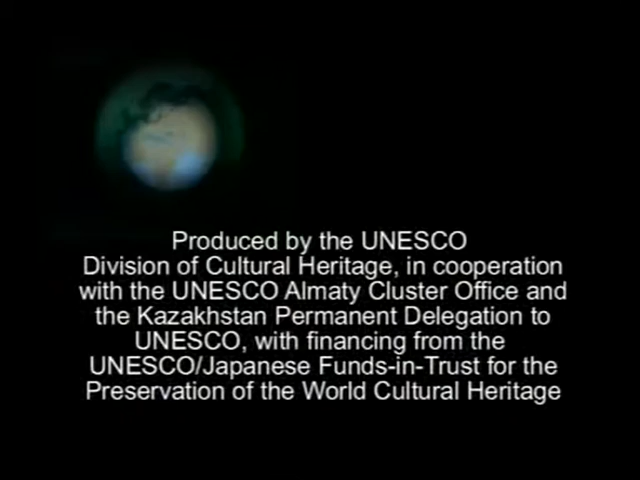 Produced by the UNESCO
Division of Cultural Heritage, in cooperation
with the UNESCO Almaty Cluster Office and
the Kazakhstan Permanent Delegation to
UNESCO, with financing from the
UNESCO/Japanese Funds-in-Trust for the
Preservation of the World Cultural Heritage